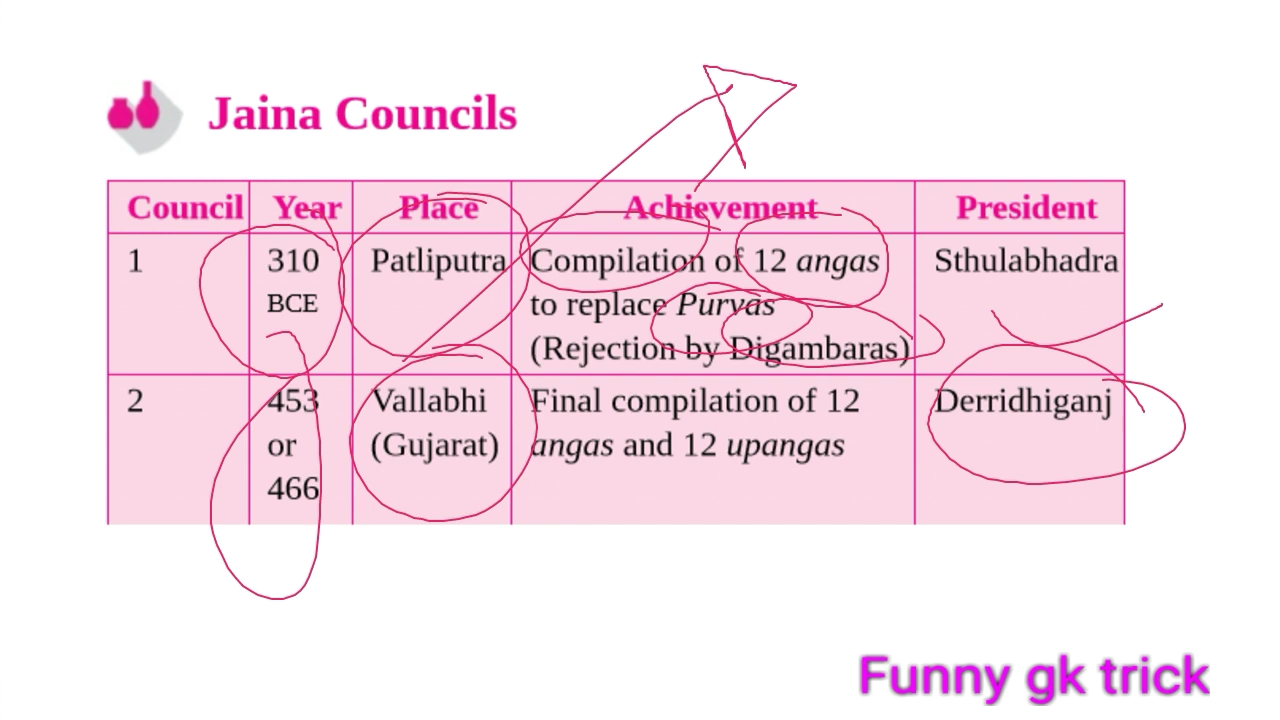 Jaina Councils
Council Year Place Achievement President
1 310 Patliputra Compilation of 12 angas Sthulabhadra
BCE to replace Purvas
(Rejection by Digambaras)
2 453 Vallabhi Final compilation of 12 Derridhiganj
or (Gujarat) angas and 12 upangas
466
Funny gk trick